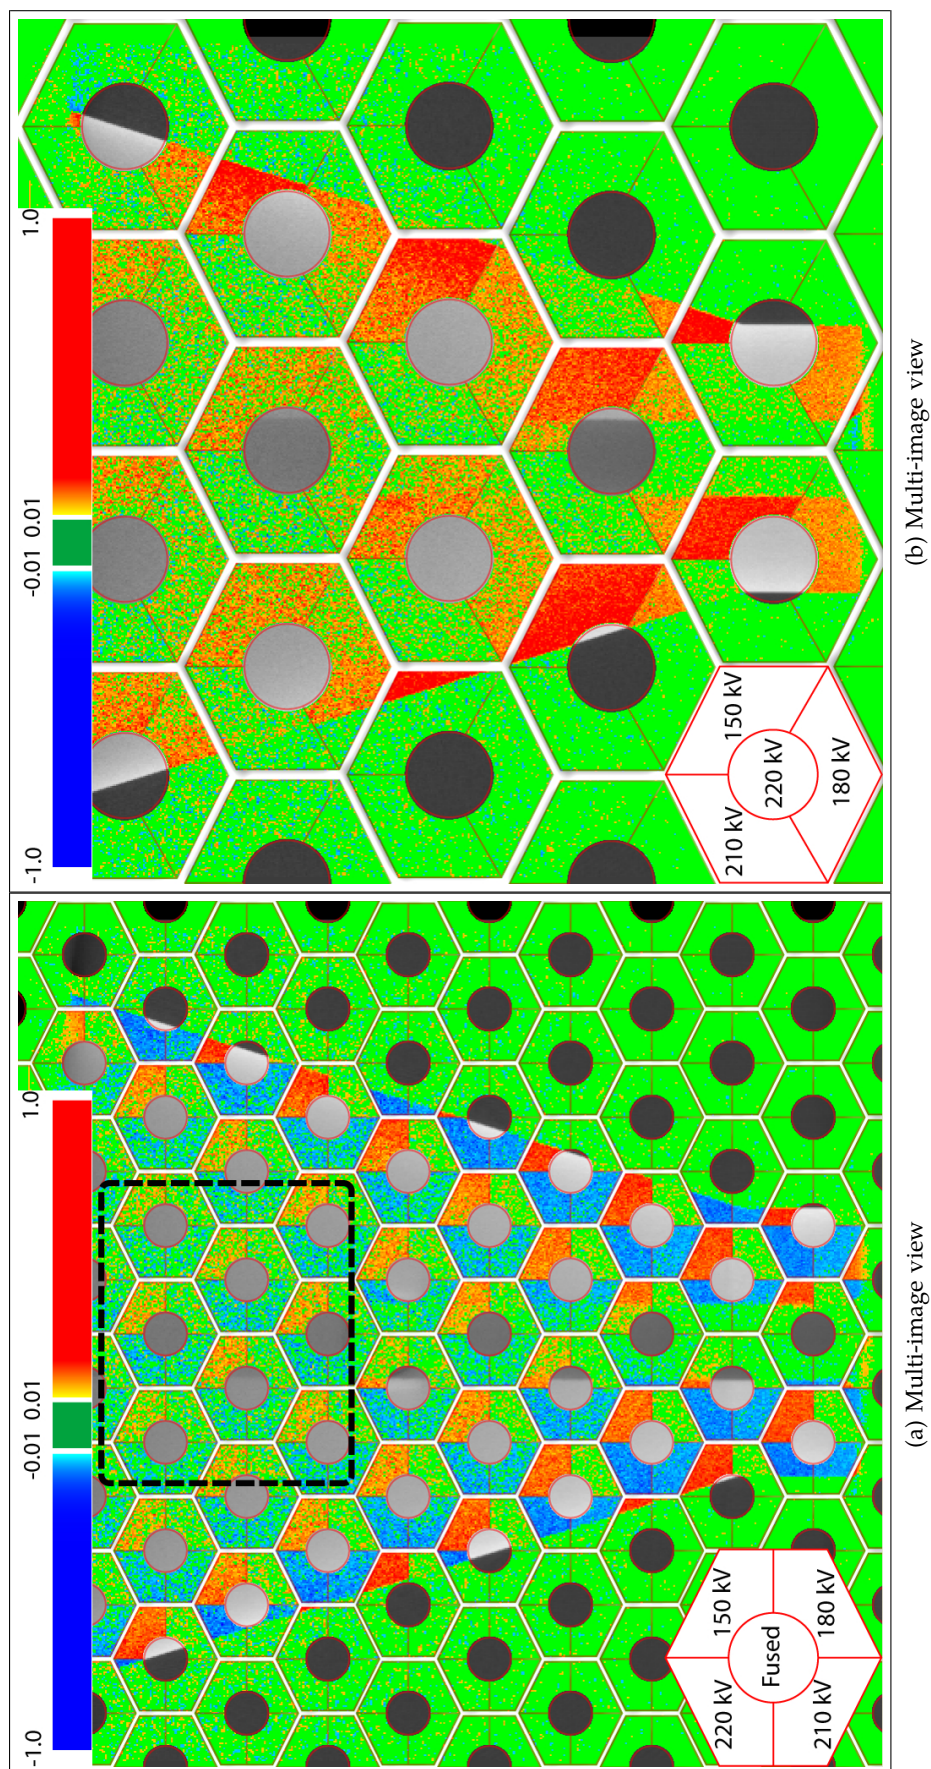 -1.0
-0.01
0.01
1.0
220 kV
150 kV
Fused
210 kV
180 kV
(a) Multi-image view
-1.0
-0.01
0.01
1.0
210 kV
150 kV
220 kV
180 kV
(b) Multi-image view